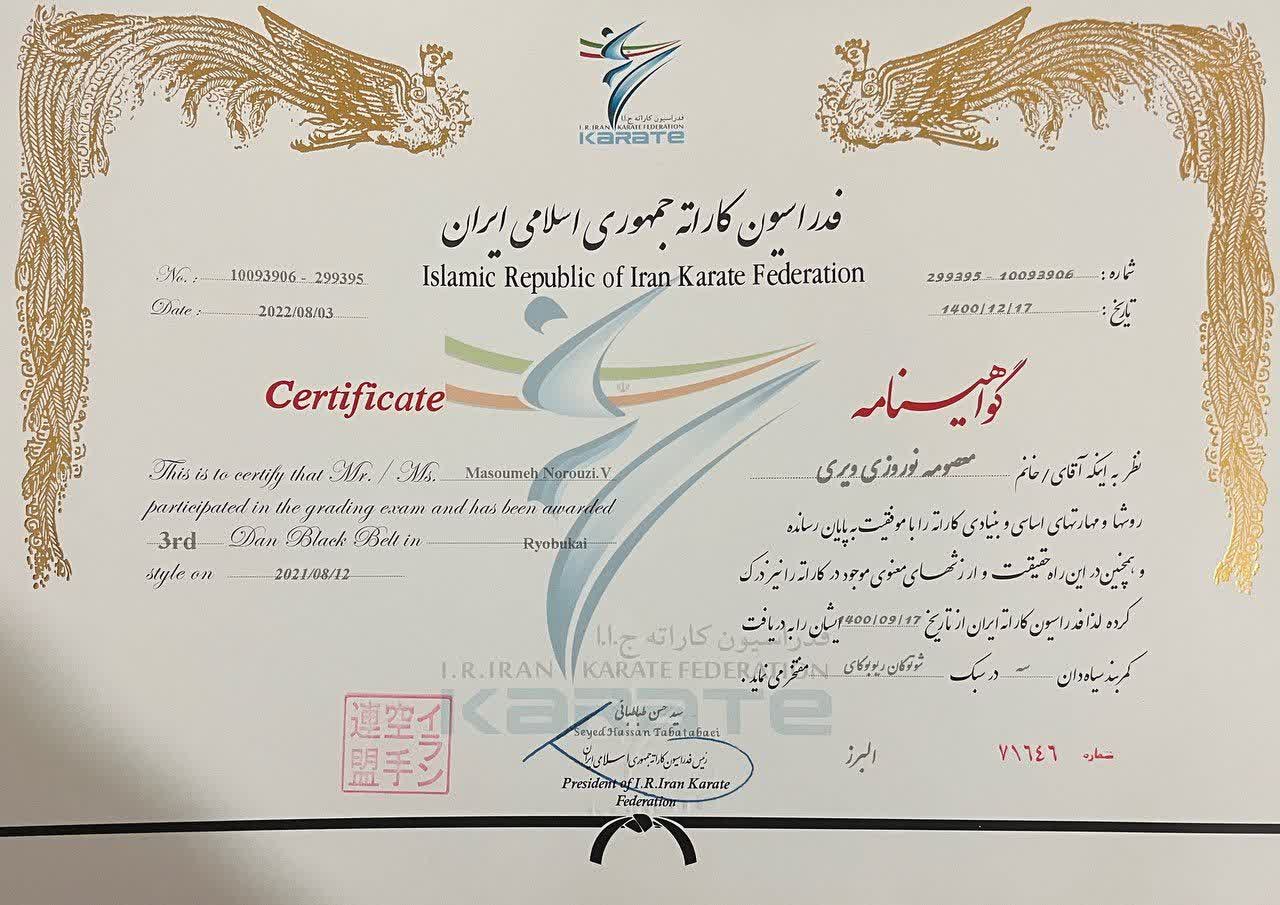 فدراسیون کاراته ج.ا.ا
I.R.IRAN KARATE FEDERATION
KARATE
فدراسیون کاراته جمهوری اسلامی ایران
Islamic Republic of Iran Karate Federation
No. : 10093906 - 299395
Date : 2022/08/03
شماره : 10093906 - 299395
تاریخ : 1400/12/17
Certificate
This is to certify that Mr. / Ms. Masoumeh Norouzi.V
participated in the grading exam and has been awarded
3rd Dan Black Belt in Ryobukai
style on 2021/08/12
گواهینامه
نظر به اینکه آقای / خانم معصومه نوروزی ویری
روشها و مهارتهای اساسی و بنیادی کاراته را با موفقیت به پایان رسانده
و همچنین در این راه حقیقت و ارزشهای معنوی موجود در کاراته را نیز درک
کرده لذا فدراسیون کاراته ایران از تاریخ 1400/09/17 ایشان را به دریافت
کمربند سیاه دان سه در سبک شوتوکان ریوبوکای مفتخر می نماید .
فدراسیون کاراته ج.ا.ا
I.R.IRAN KARATE FEDERATION
KARATE
イラン
空手
連盟
سید حسن طباطبائی
Seyed Hassan Tabatabaei
رئیس فدراسیون کاراته جمهوری اسلامی ایران
President of I.R.Iran Karate
Federation
البرز
شماره ۷۱۶۴۶